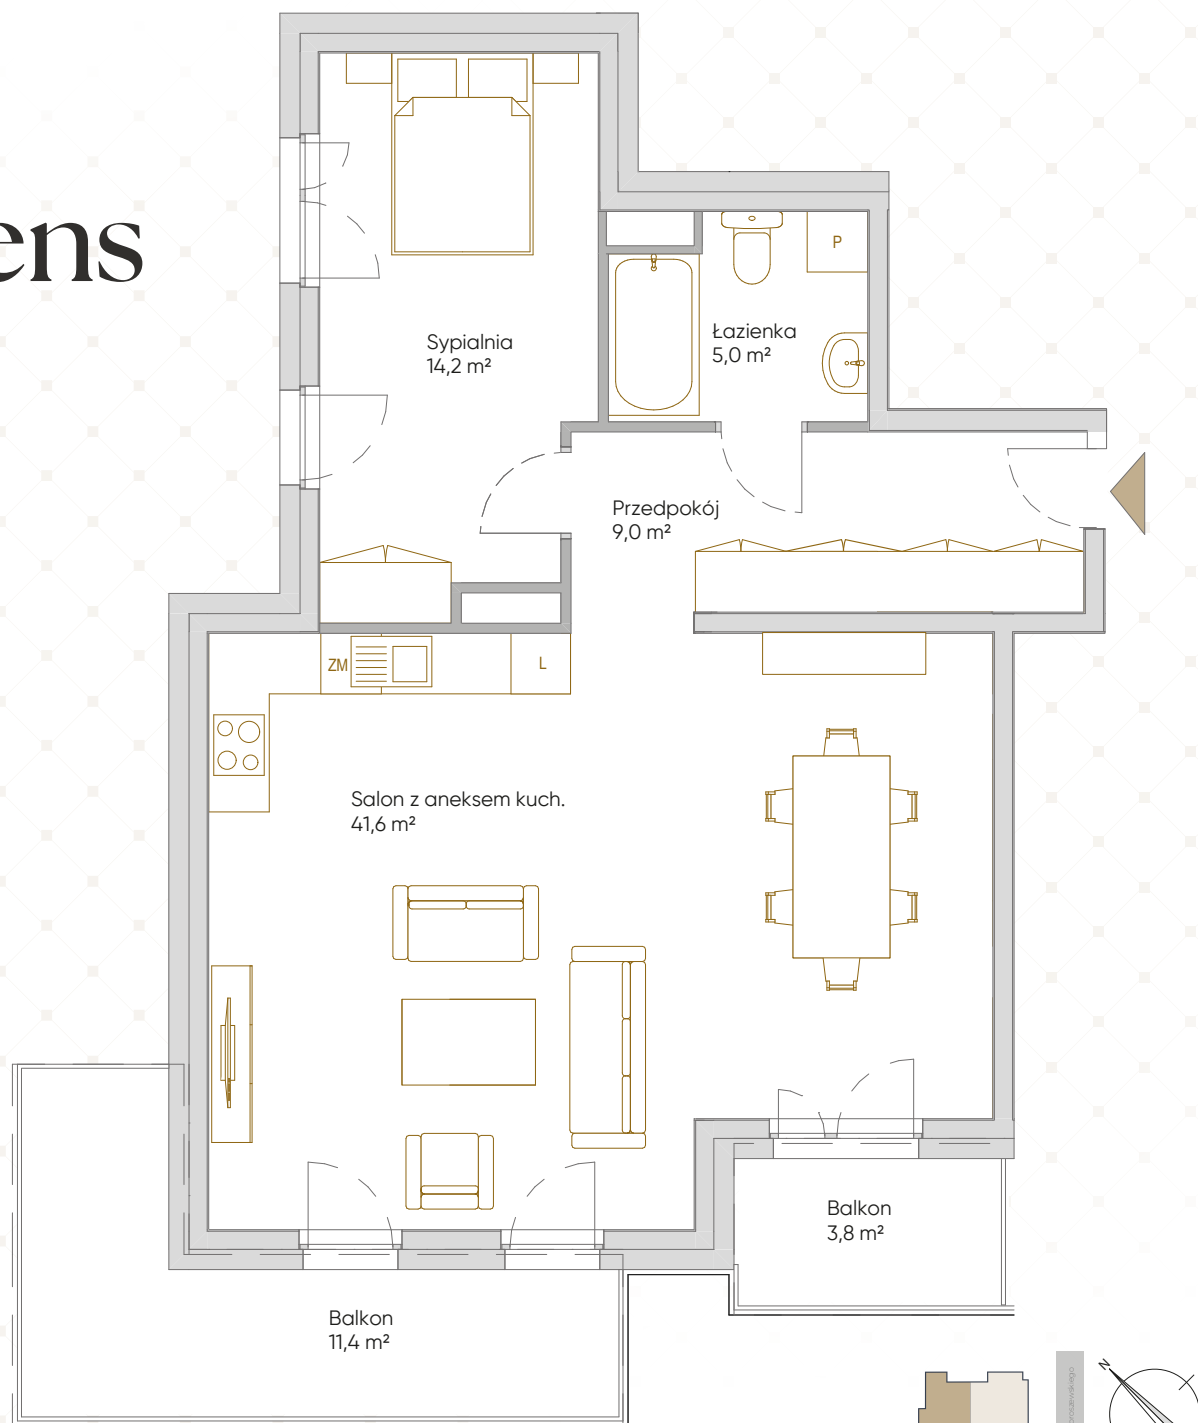 ens
P
Łazienka
5,0 m²
Sypialnia
14,2 m²
Przedpokój
9,0 m²
ZM
L
Salon z aneksem kuch.
41,6 m²
Balkon
3,8 m²
Balkon
11,4 m²
N